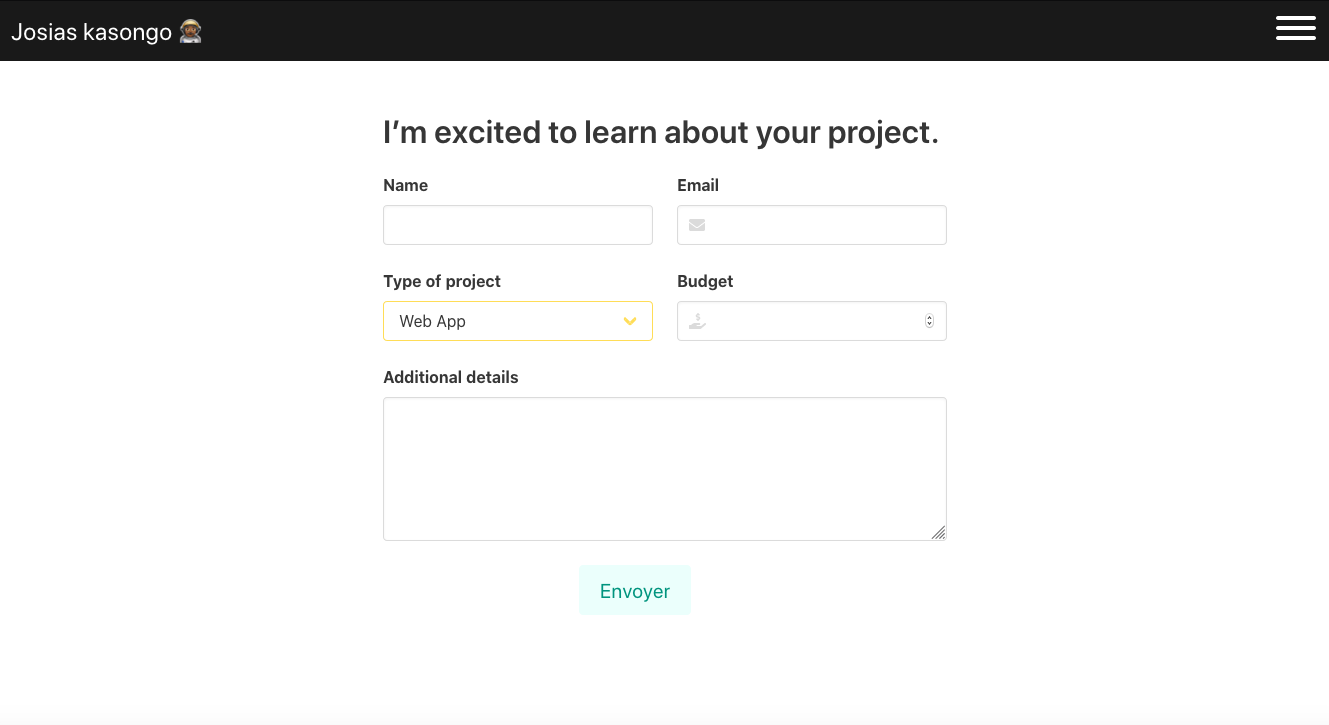 Josias kasongo 👨🏾‍🚀
I’m excited to learn about your project.
Name
Email
Type of project
Budget
Web App
Additional details
Envoyer